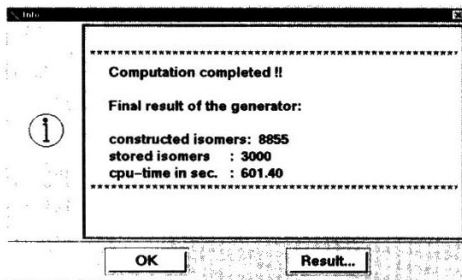 Info
*******************************************************
Computation completed !!
Final result of the generator:
constructed isomers: 8855
stored isomers : 3000
cpu-time in sec. : 601.40
*******************************************************
OK
Result...